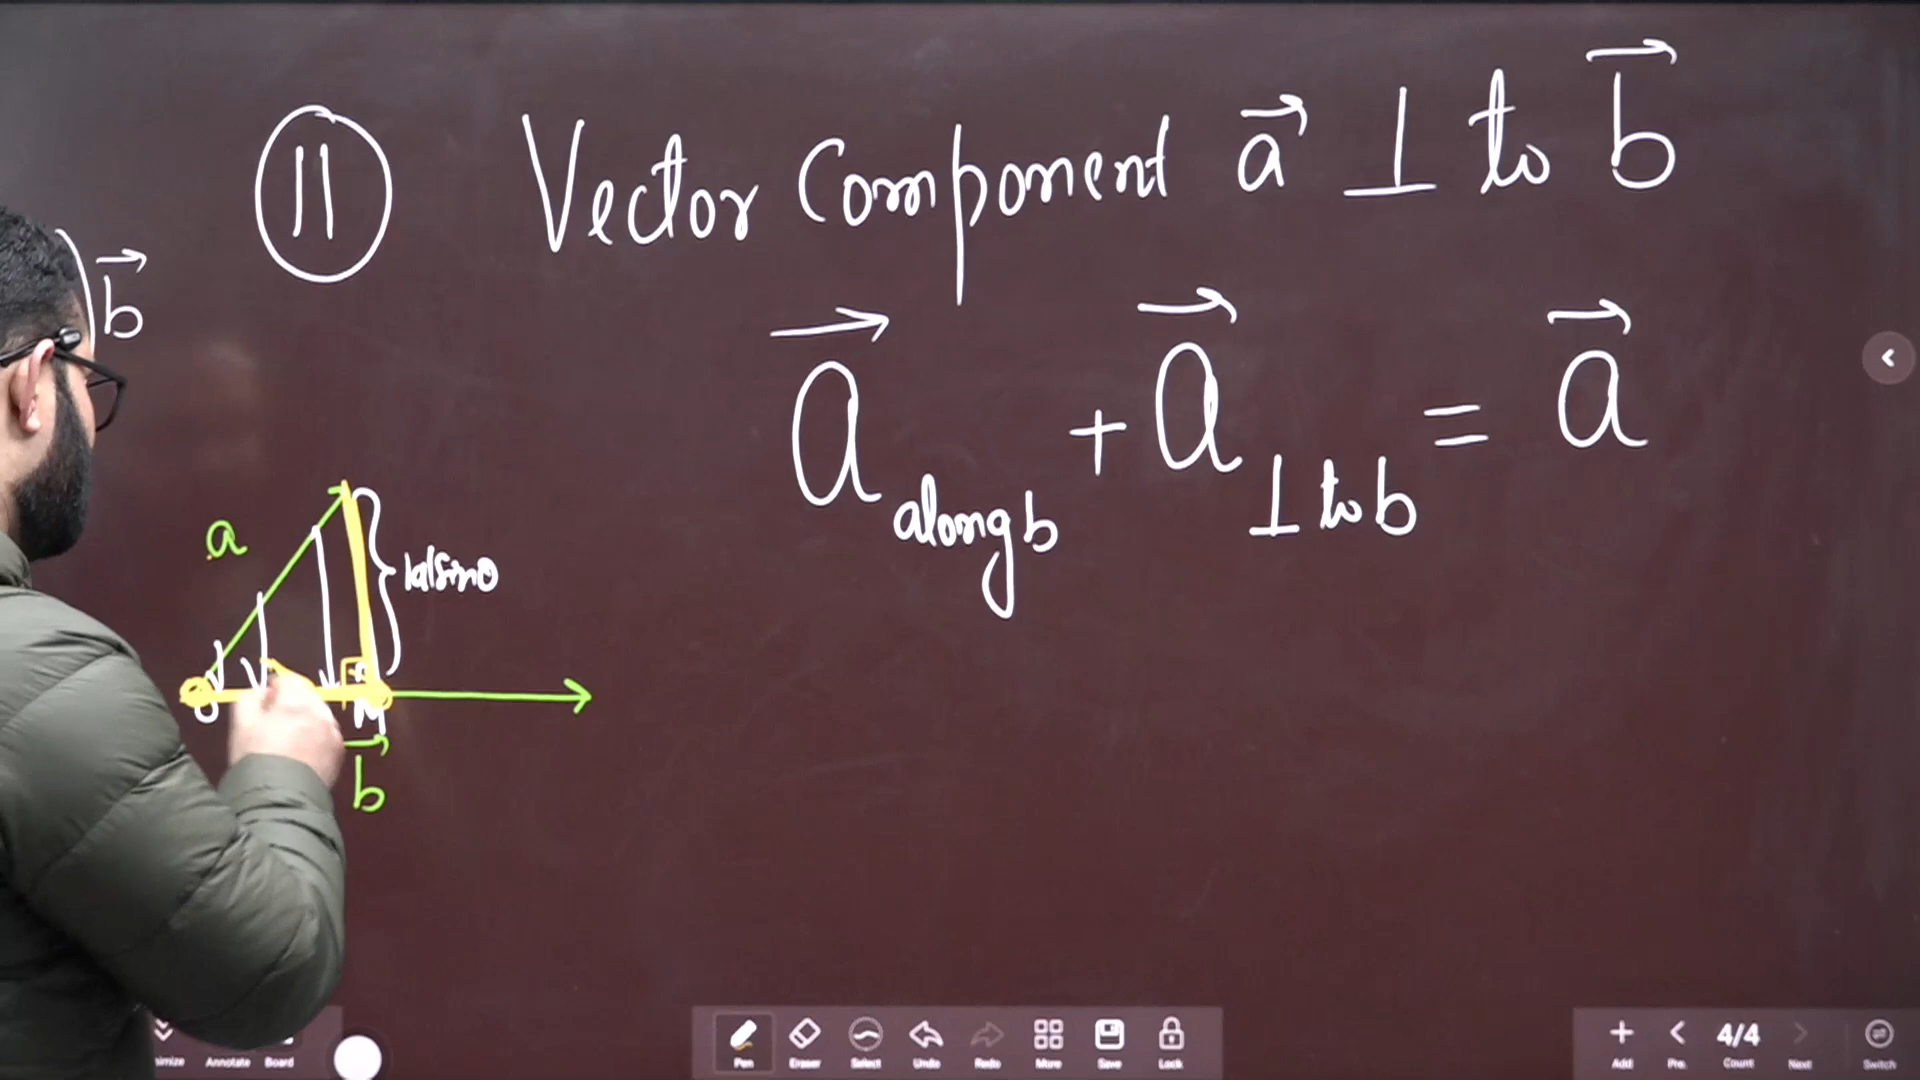 11 Vector Component a⃗ ⊥ to b⃗
b⃗
a⃗ along b + a⃗ ⊥ to b = a⃗
a
|a|sinθ
O
M
b⃗
Annotate Board
Pen Eraser Select Undo Redo More Save Lock
Add Pre. 4/4 Count Next Switch